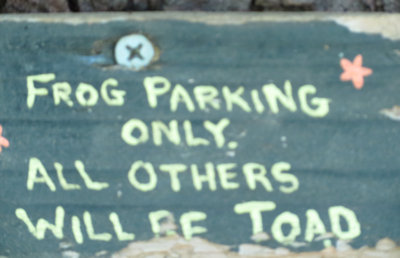 FROG PARKING
ONLY.
ALL OTHERS
WILL BE TOAD